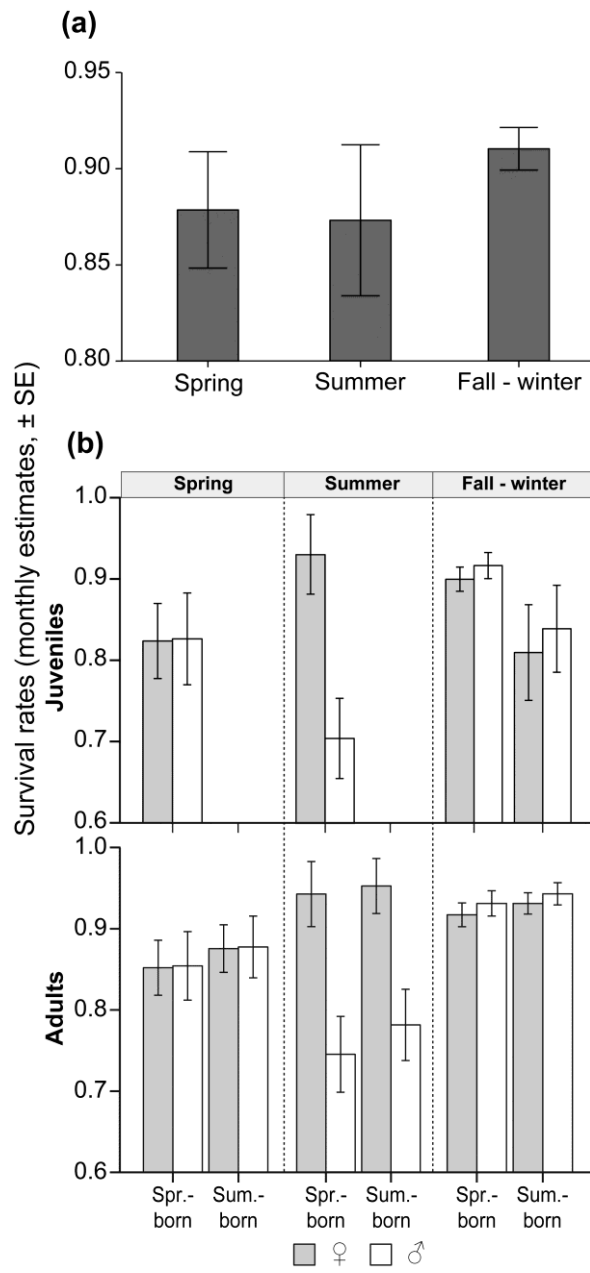 (a)
0.95
0.90
0.85
0.80
Spring Summer Fall - winter
Survival rates (monthly estimates, ± SE)
(b)
Spring Summer Fall - winter
Juveniles
1.0
0.9
0.8
0.7
0.6
Adults
1.0
0.9
0.8
0.7
0.6
Spr.- Sum.- Spr.- Sum.- Spr.- Sum.-
born born born born born born
♀ ♂